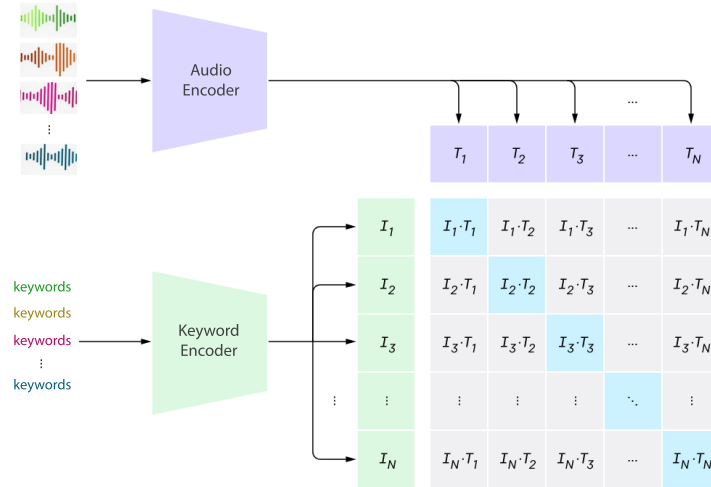 Audio
Encoder
...
T1 T2 T3 ... TN
I1 I1·T1 I1·T2 I1·T3 ... I1·TN
keywords
I2 I2·T1 I2·T2 I2·T3 ... I2·TN
keywords
Keyword
Encoder
keywords
I3 I3·T1 I3·T2 I3·T3 ... I3·TN
⋮
keywords
⋮ ⋮ ⋮ ⋮ ⋮ ⋱ ⋮
IN IN·T1 IN·T2 IN·T3 ... IN·TN